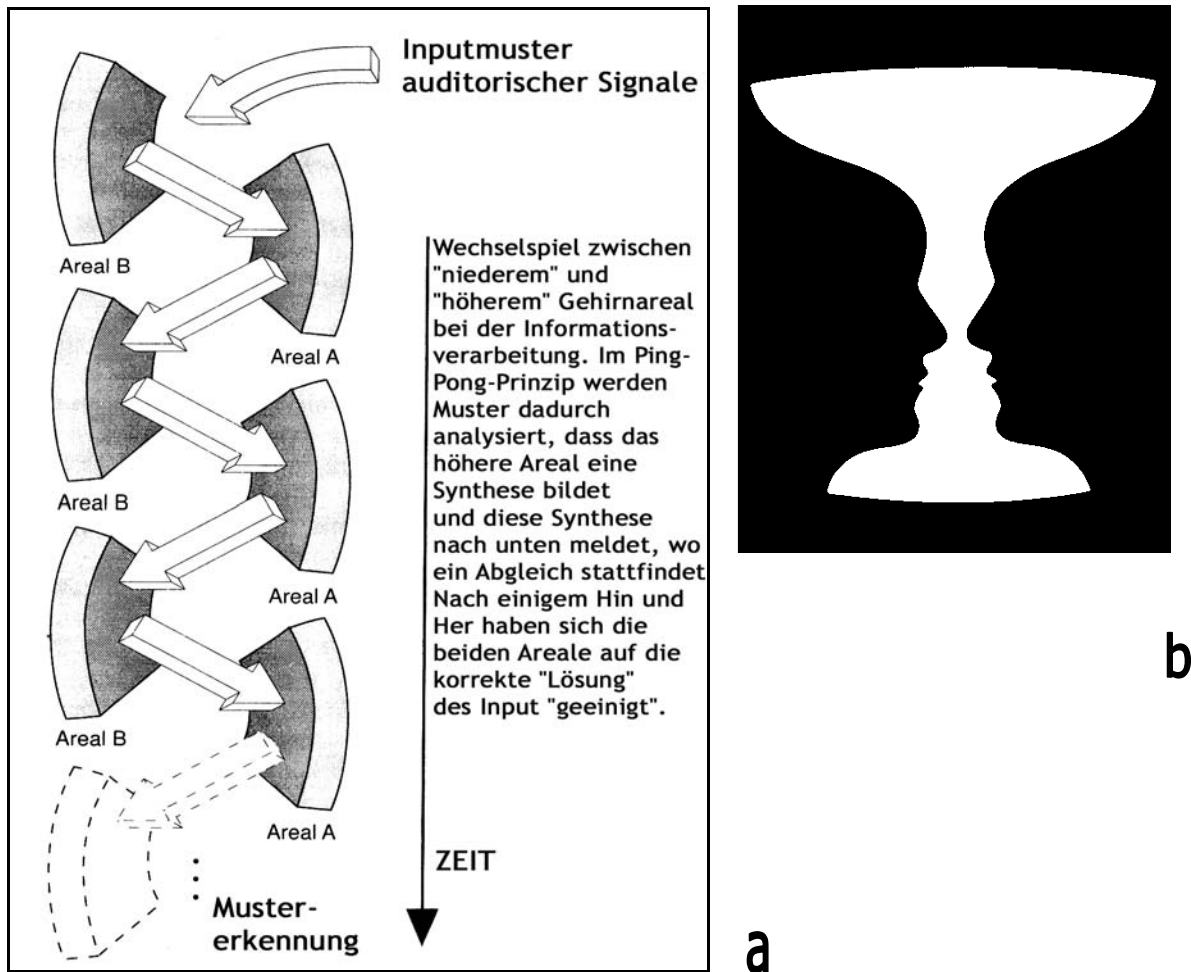 Inputmuster
auditorischer Signale
Areal B
Areal A
Wechselspiel zwischen
"niederem" und
"höherem" Gehirnareal
bei der Informations-
verarbeitung. Im Ping-
Pong-Prinzip werden
Muster dadurch
analysiert, dass das
höhere Areal eine
Synthese bildet
und diese Synthese
nach unten meldet, wo
ein Abgleich stattfindet
Nach einigem Hin und
Her haben sich die
beiden Areale auf die
korrekte "Lösung"
des Input "geeinigt".
Areal B
Areal A
Areal B
Areal A
ZEIT
Muster-
erkennung
a
b